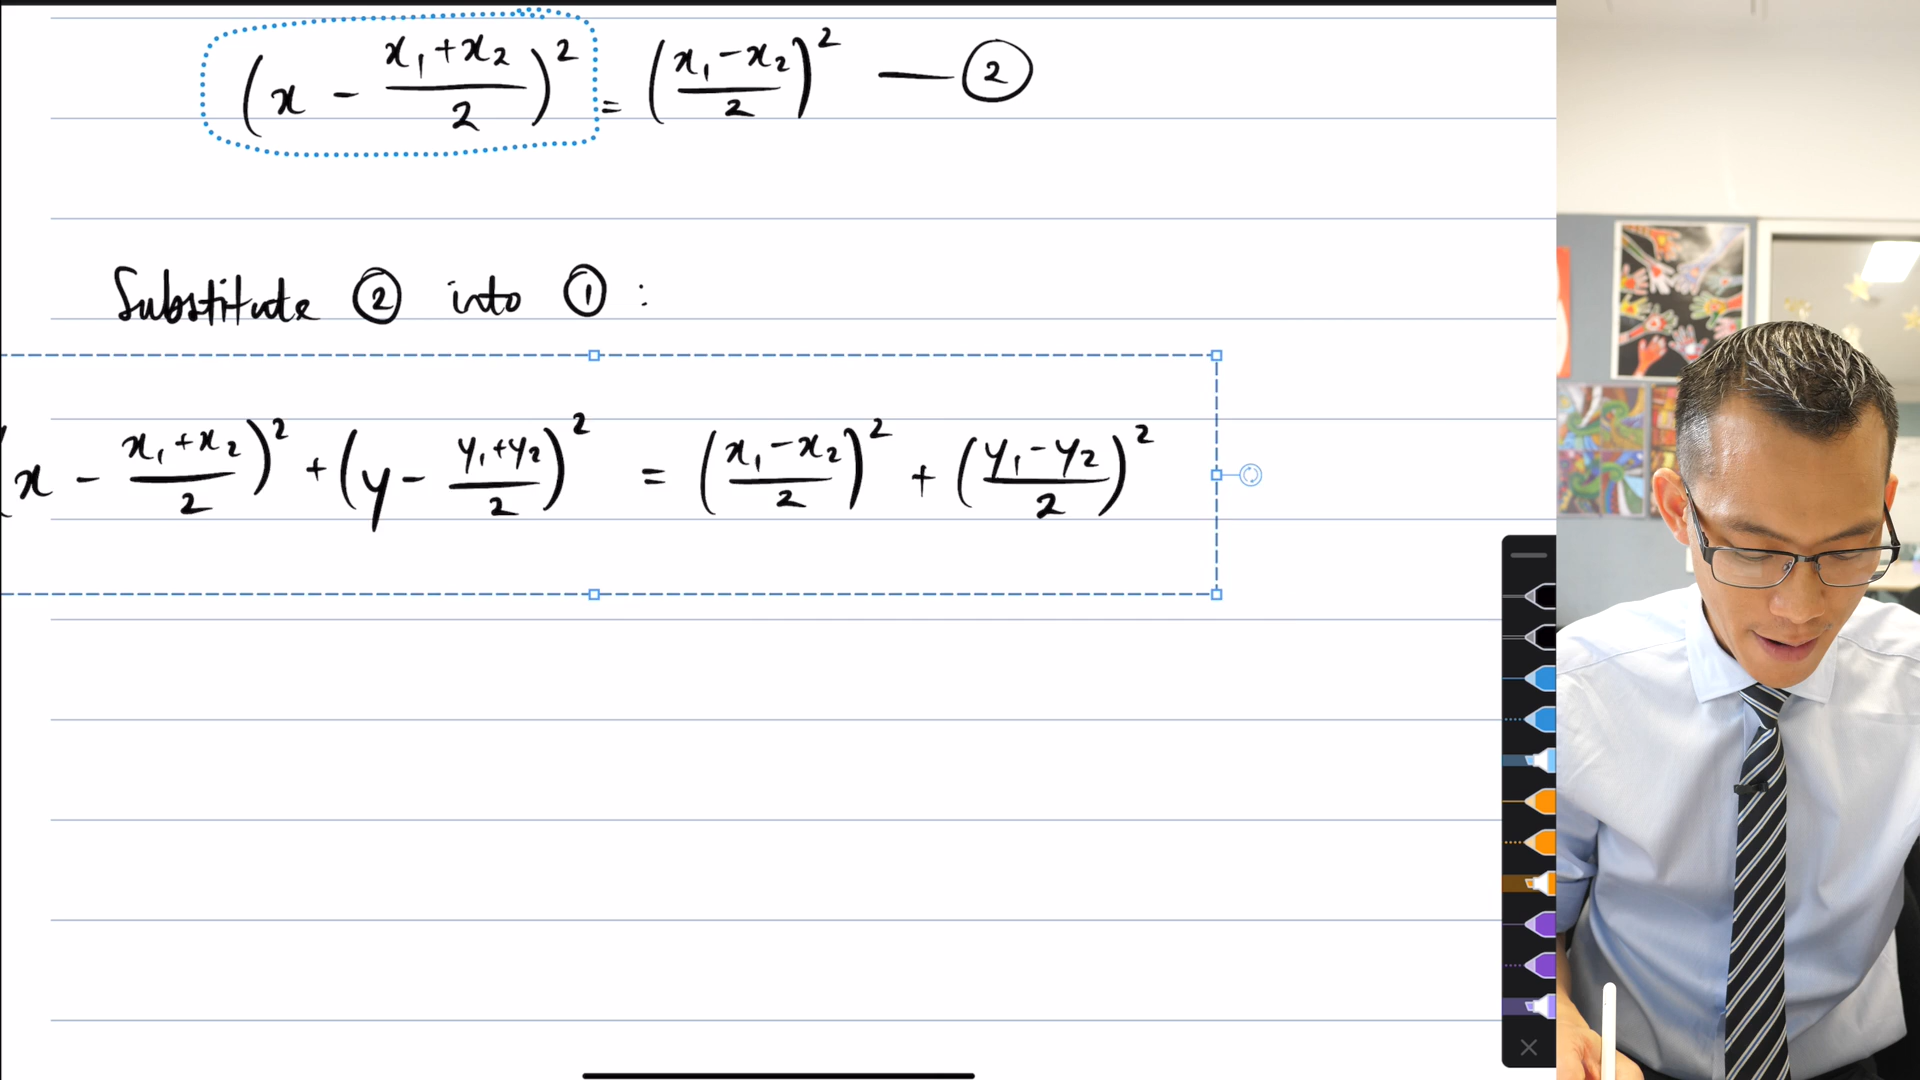 (x - (x₁+x₂)/2)² = ((x₁-x₂)/2)² — ②
Substitute ② into ① :
(x - (x₁+x₂)/2)² + (y - (y₁+y₂)/2)² = ((x₁-x₂)/2)² + ((y₁-y₂)/2)²